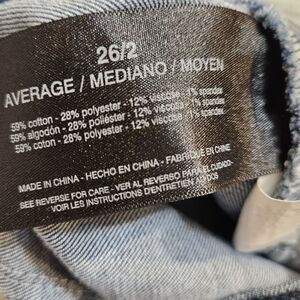 26/2
AVERAGE / MEDIANO / MOYEN
59% cotton - 28% polyester - 12% viscose - 1% spandex
59% algodón - 28% poliéster - 12% viscosa - 1% spandex
59% cotton - 28% polyester - 12% viscose - 1% spandex
MADE IN CHINA - HECHO EN CHINA - FABRIQUÉ EN CHINE
SEE REVERSE FOR CARE - VER AL REVERSO PARA EL CUIDADO-
VOIR LES INSTRUCTIONS D'ENTRETIEN AU DOS